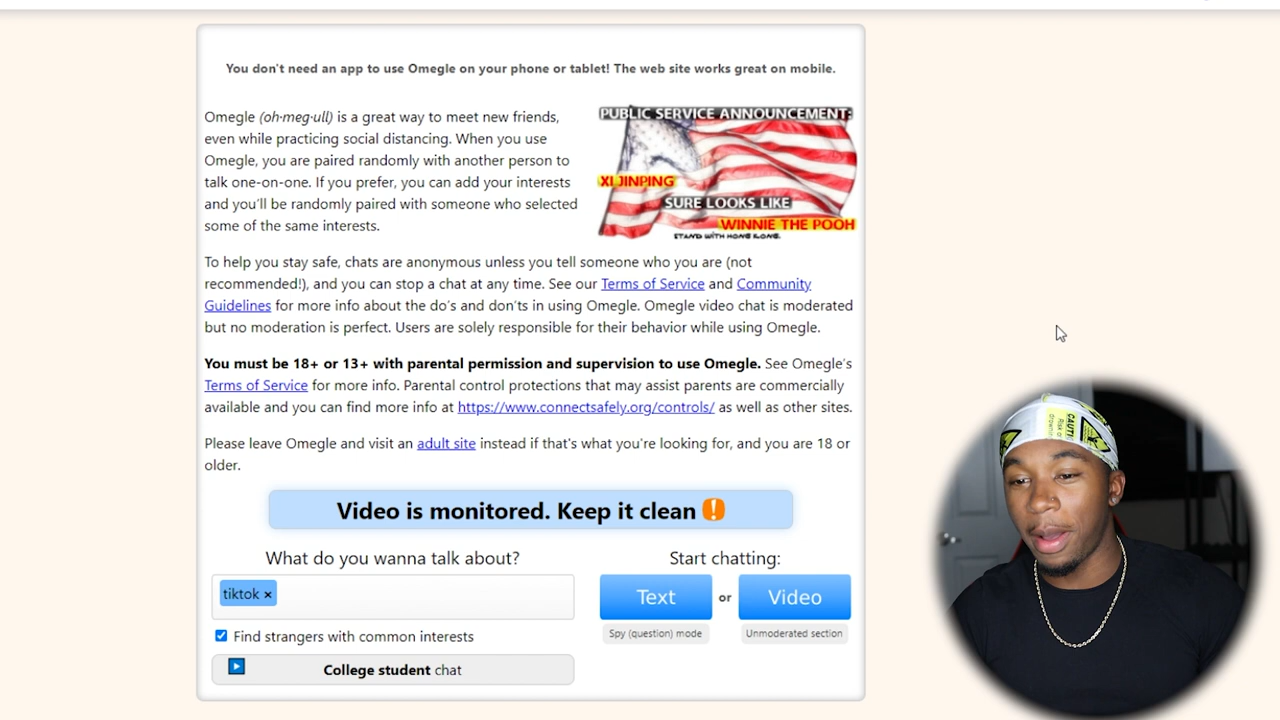 You don't need an app to use Omegle on your phone or tablet! The web site works great on mobile.
Omegle (oh·meg·ull) is a great way to meet new friends,
even while practicing social distancing. When you use
Omegle, you are paired randomly with another person to
talk one-on-one. If you prefer, you can add your interests
and you'll be randomly paired with someone who selected
some of the same interests.
PUBLIC SERVICE ANNOUNCEMENT:
XI JINPING
SURE LOOKS LIKE
WINNIE THE POOH
STAND WITH HONG KONG.
To help you stay safe, chats are anonymous unless you tell someone who you are (not
recommended!), and you can stop a chat at any time. See our Terms of Service and Community
Guidelines for more info about the do's and don'ts in using Omegle. Omegle video chat is moderated
but no moderation is perfect. Users are solely responsible for their behavior while using Omegle.
You must be 18+ or 13+ with parental permission and supervision to use Omegle. See Omegle's
Terms of Service for more info. Parental control protections that may assist parents are commercially
available and you can find more info at https://www.connectsafely.org/controls/ as well as other sites.
Please leave Omegle and visit an adult site instead if that's what you're looking for, and you are 18 or
older.
Video is monitored. Keep it clean
What do you wanna talk about?
tiktok ×
Find strangers with common interests
College student chat
Start chatting:
Text or Video
Spy (question) mode
Unmoderated section
CAUTION